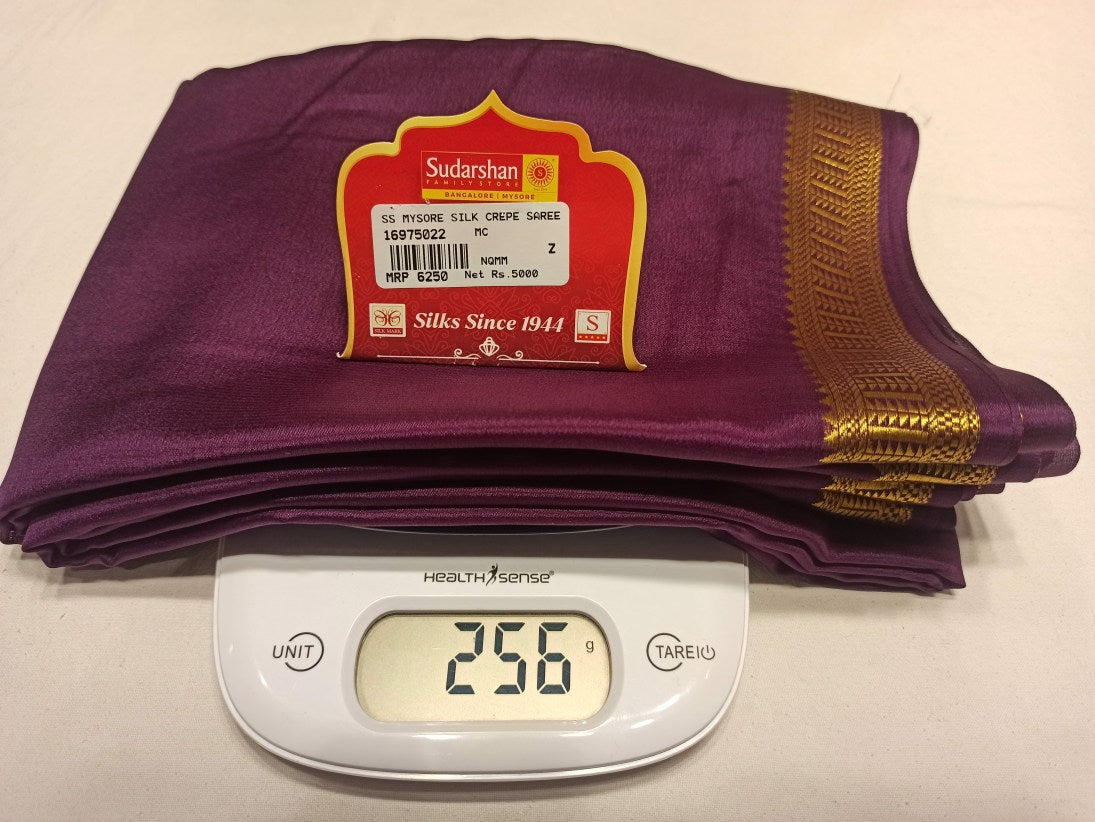 Sudarshan
FAMILY STORE
BANGALORE | MYSORE
SS MYSORE SILK CREPE SAREE
16975022 MC
Z
NQMM
MRP 6250 Net Rs.5000
SILK MARK
Silks Since 1944
S
HEALTH SENSE®
UNIT
256 g
TARE